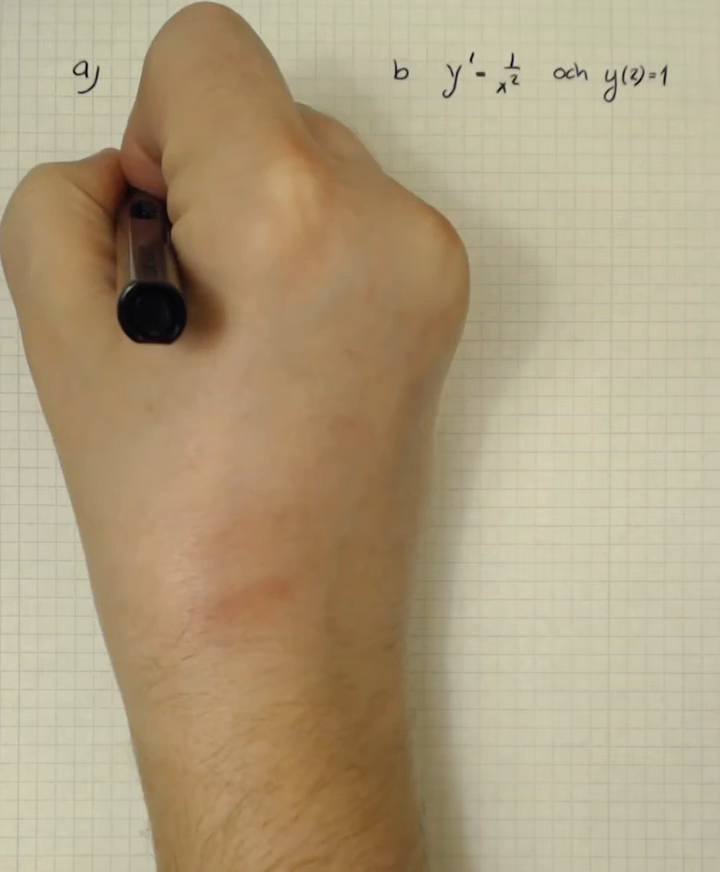 a) b y' = 1/x² och y(2)=1